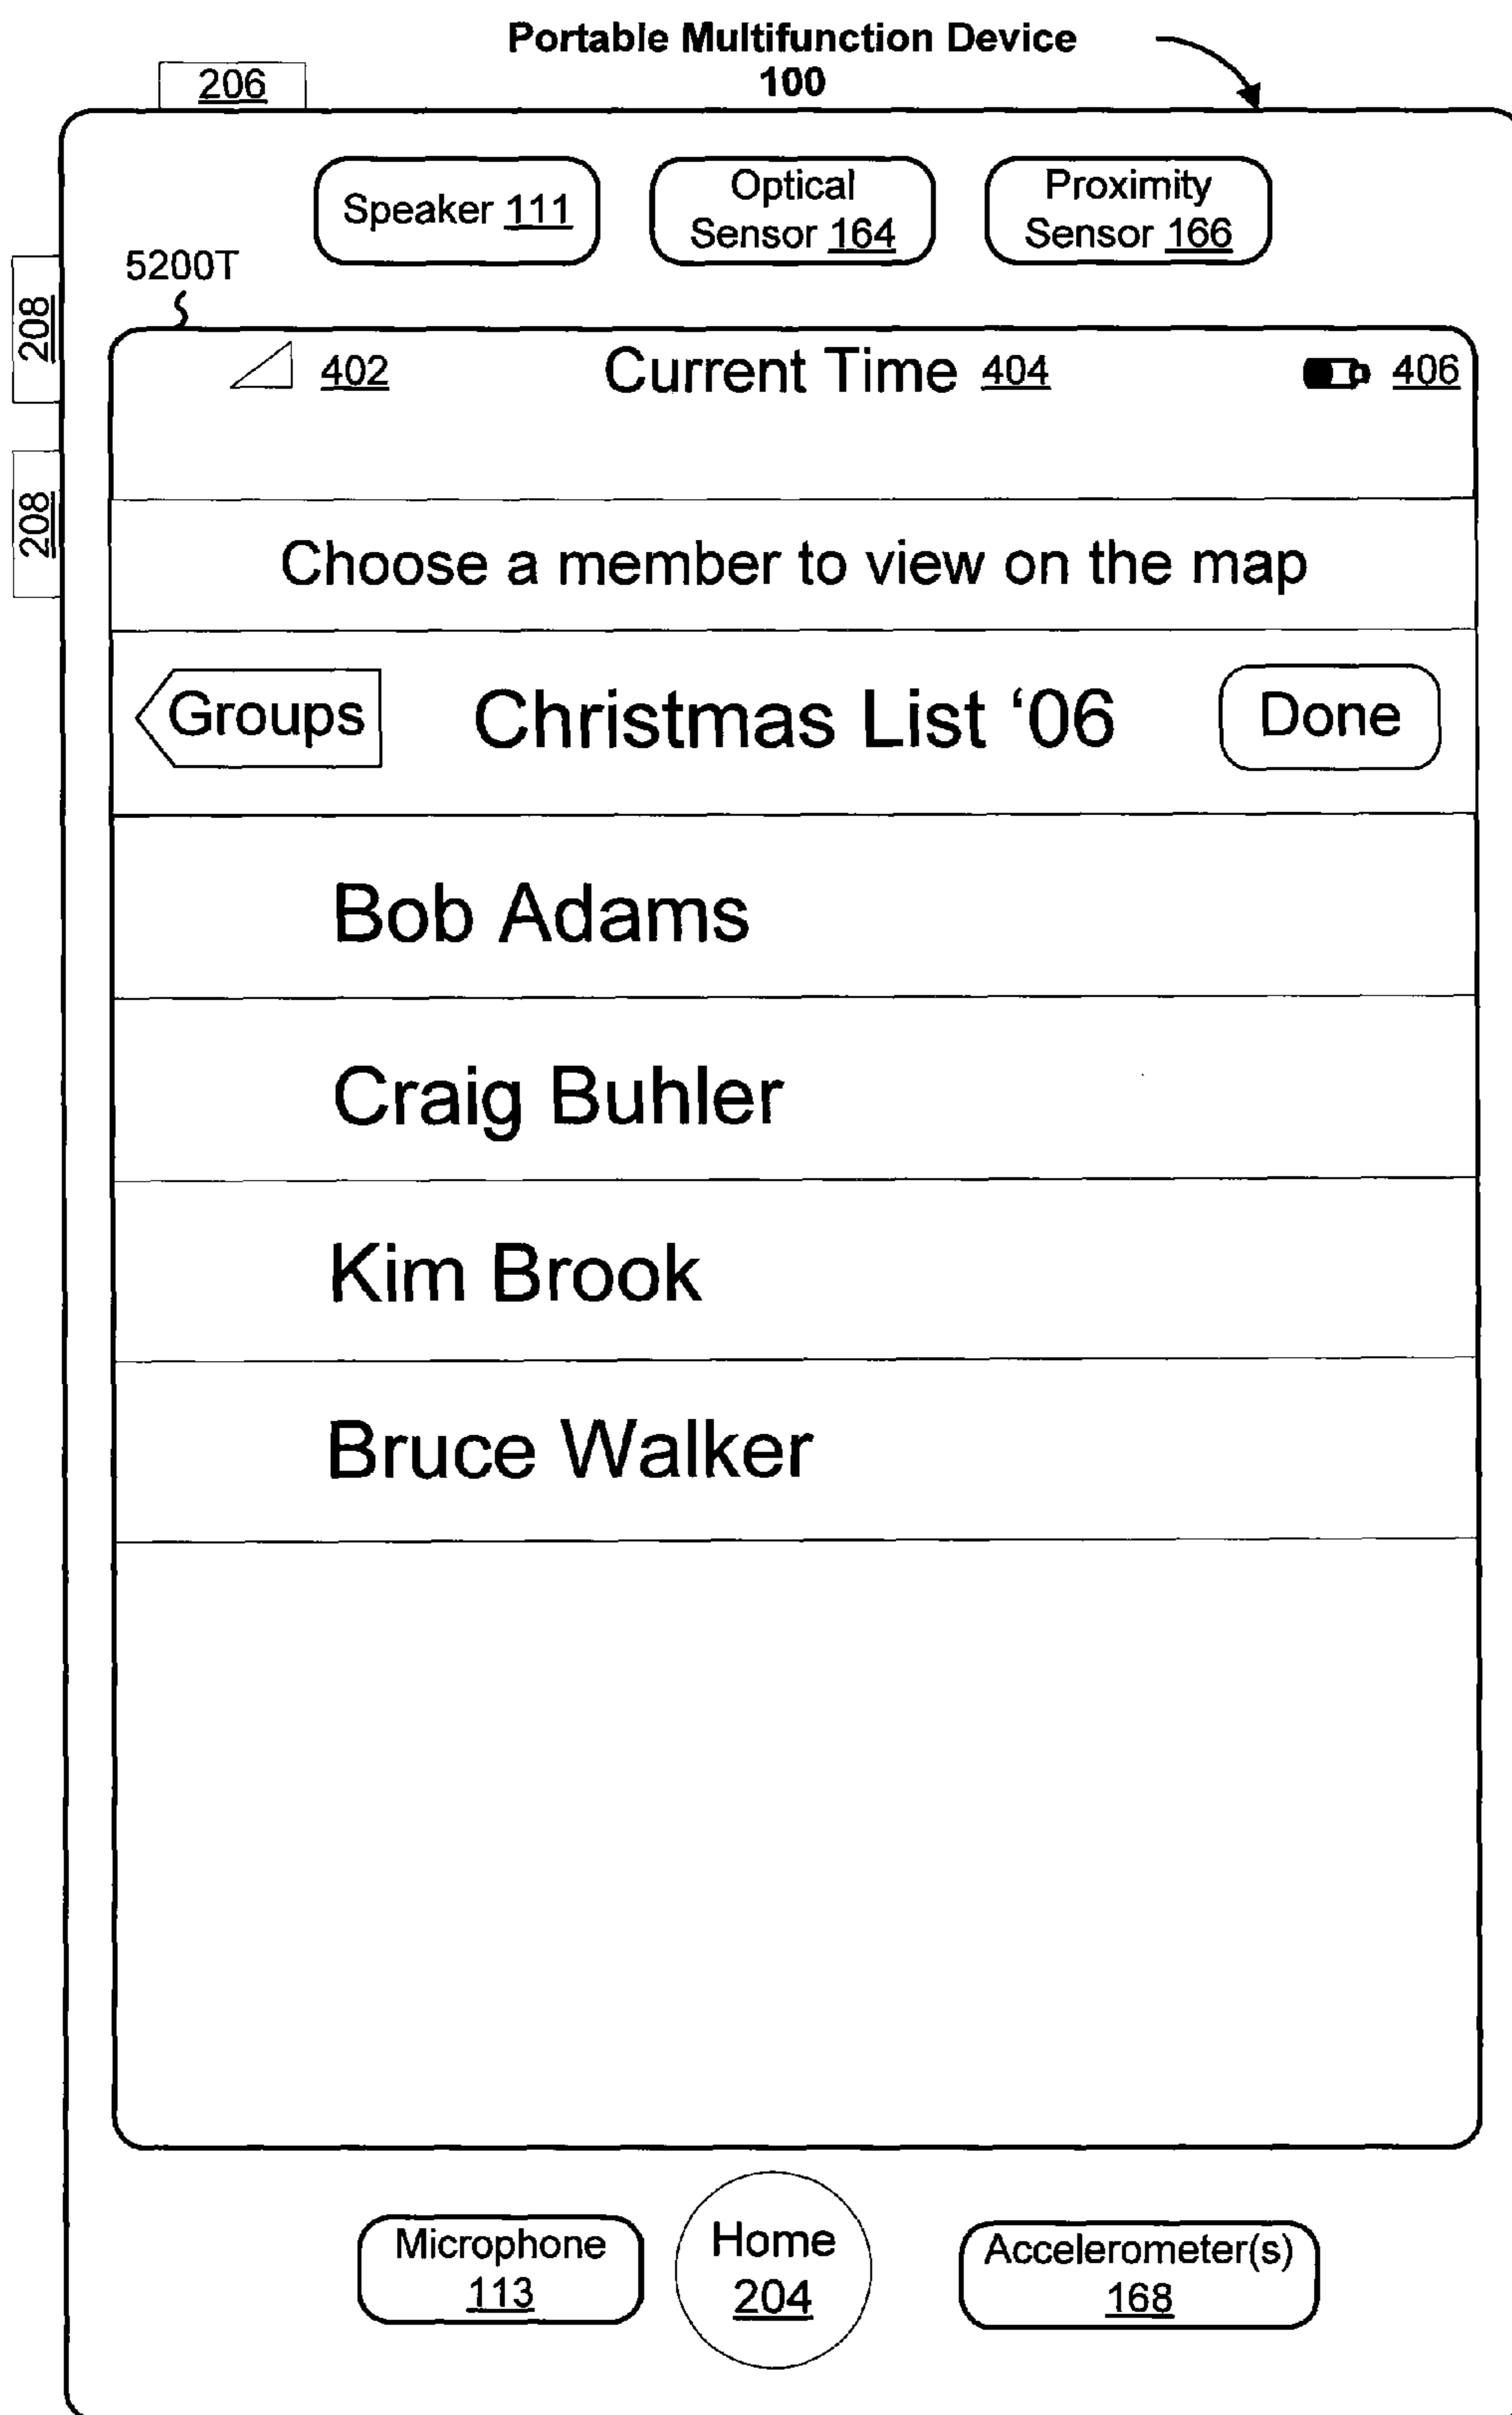 Portable Multifunction Device
100
206
Speaker 111
Optical
Sensor 164
Proximity
Sensor 166
5200T
208
208
402
Current Time 404
406
Choose a member to view on the map
Groups
Christmas List ‘06
Done
Bob Adams
Craig Buhler
Kim Brook
Bruce Walker
Microphone
113
Home
204
Accelerometer(s)
168